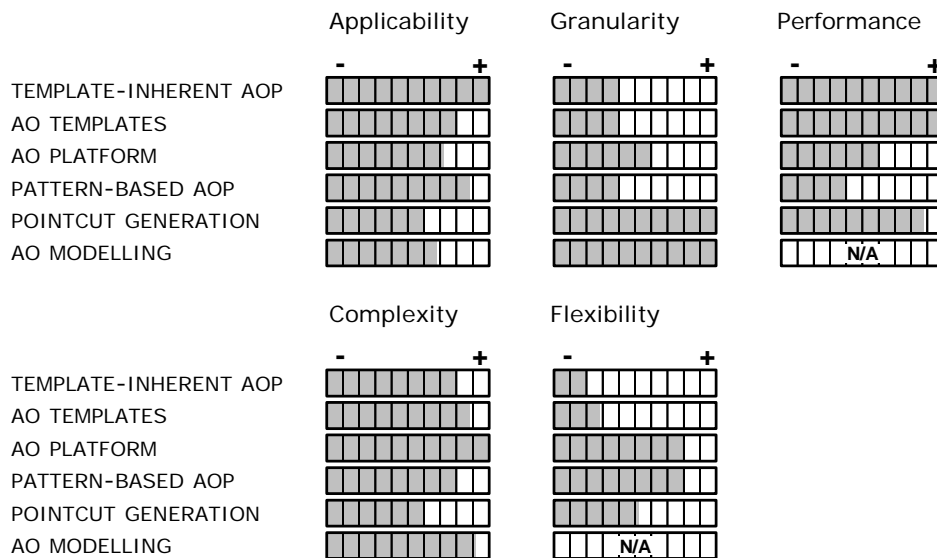 Applicability Granularity Performance
- + - + - +
TEMPLATE-INHERENT AOP
AO TEMPLATES
AO PLATFORM
PATTERN-BASED AOP
POINTCUT GENERATION
AO MODELLING N/A
Complexity Flexibility
- + - +
TEMPLATE-INHERENT AOP
AO TEMPLATES
AO PLATFORM
PATTERN-BASED AOP
POINTCUT GENERATION
AO MODELLING N/A